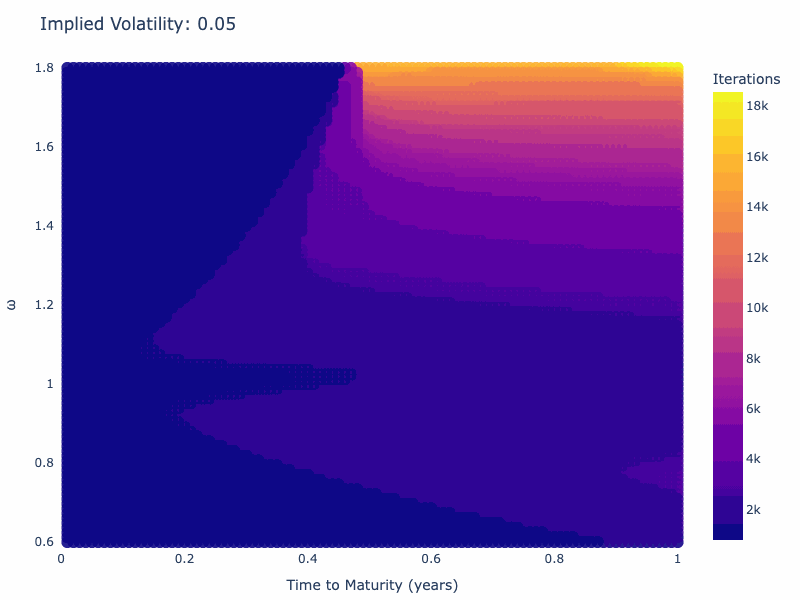 Implied Volatility: 0.05
Iterations
18k
16k
14k
12k
10k
8k
6k
4k
2k
1.8
1.6
1.4
1.2
1
0.8
0.6
ω
0
0.2
0.4
0.6
0.8
1
Time to Maturity (years)